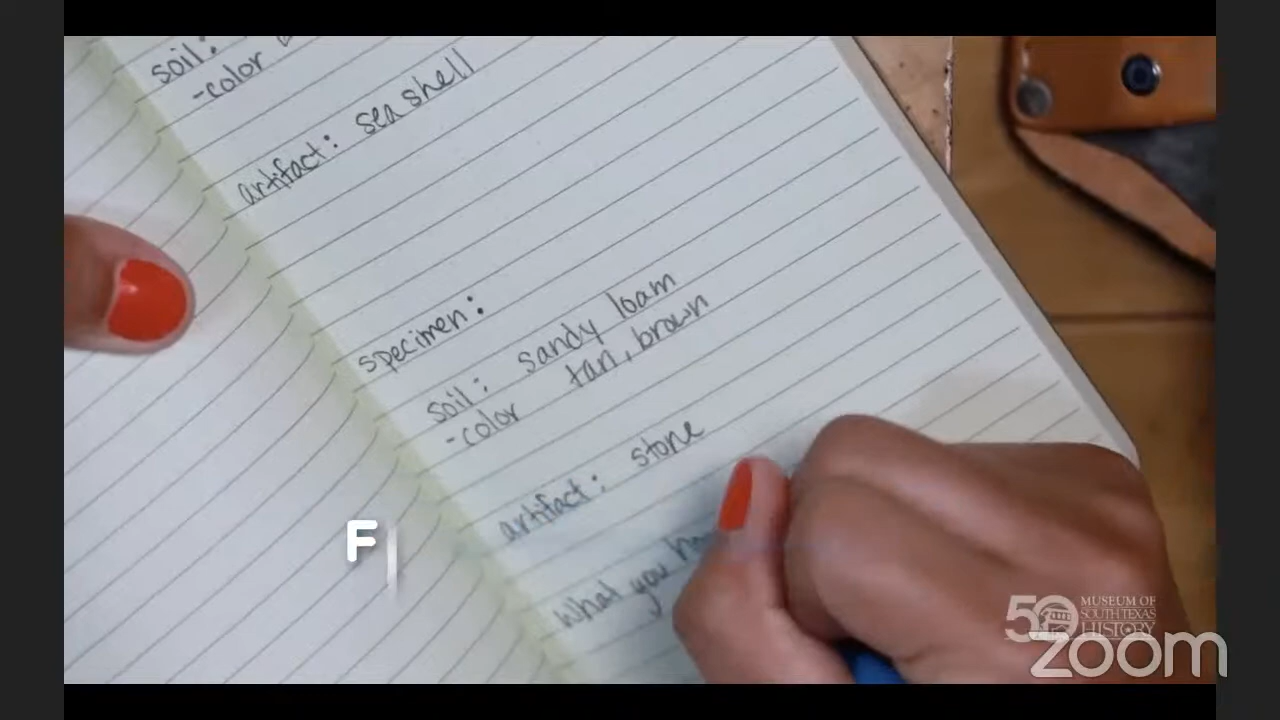 soil:
-color
artifact: sea shell
specimen:
soil: sandy loam
-color tan, brown
artifact: stone
what you
F
50 MUSEUM OF
SOUTH TEXAS
HISTORY
zoom